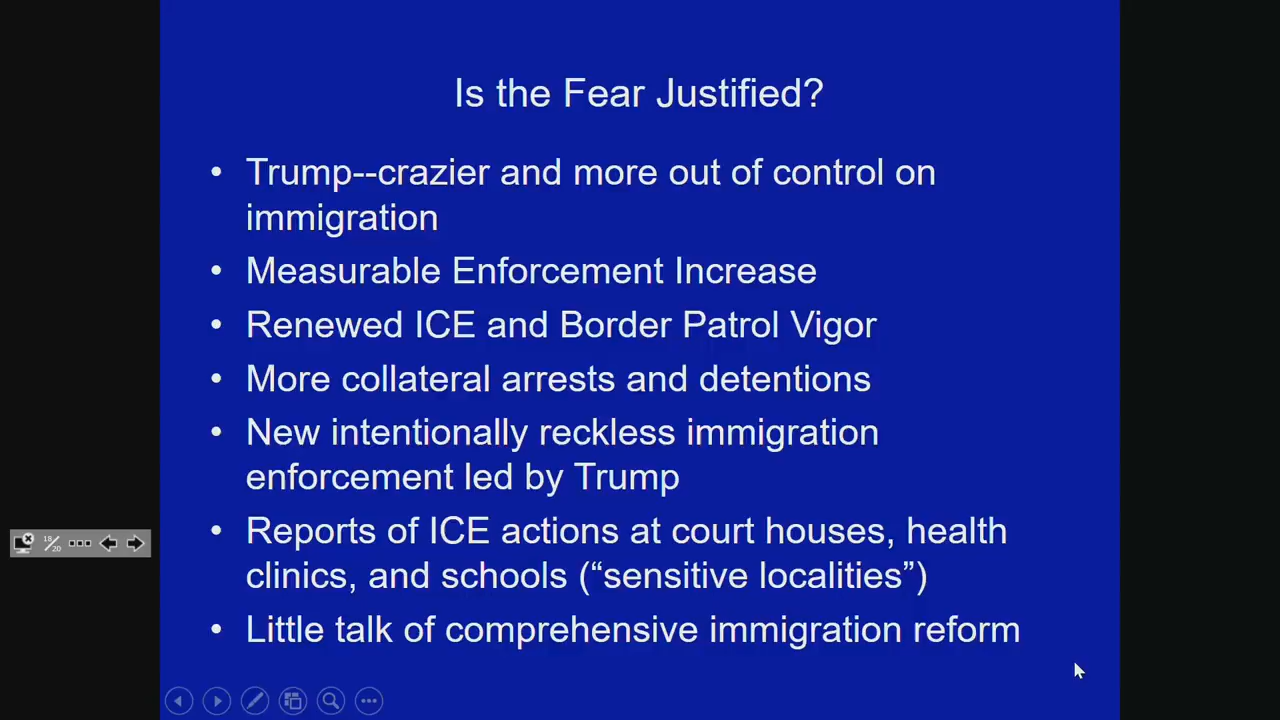 Is the Fear Justified?
• Trump--crazier and more out of control on
immigration
• Measurable Enforcement Increase
• Renewed ICE and Border Patrol Vigor
• More collateral arrests and detentions
• New intentionally reckless immigration
enforcement led by Trump
• Reports of ICE actions at court houses, health
clinics, and schools (“sensitive localities”)
• Little talk of comprehensive immigration reform
18/20